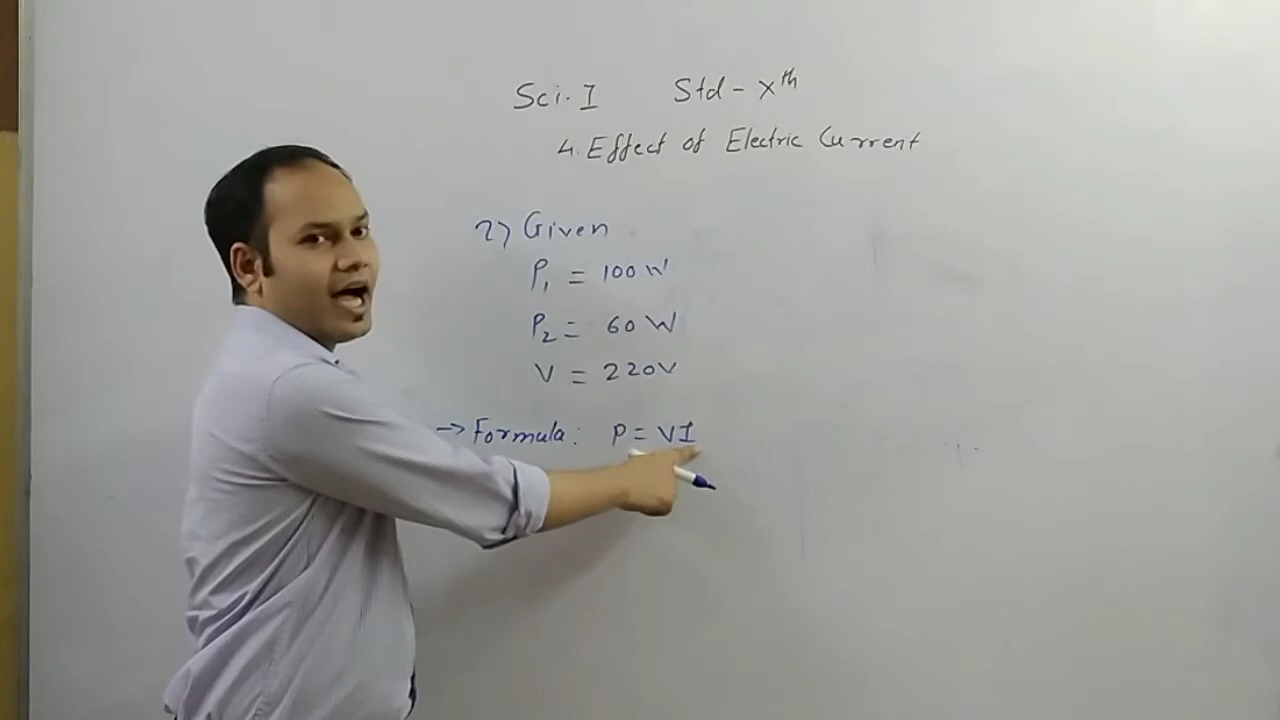 Sci. I Std - Xth
4. Effect of Electric Current
2) Given
P1 = 100 W
P2 = 60 W
V = 220V
→ Formula: P = VI